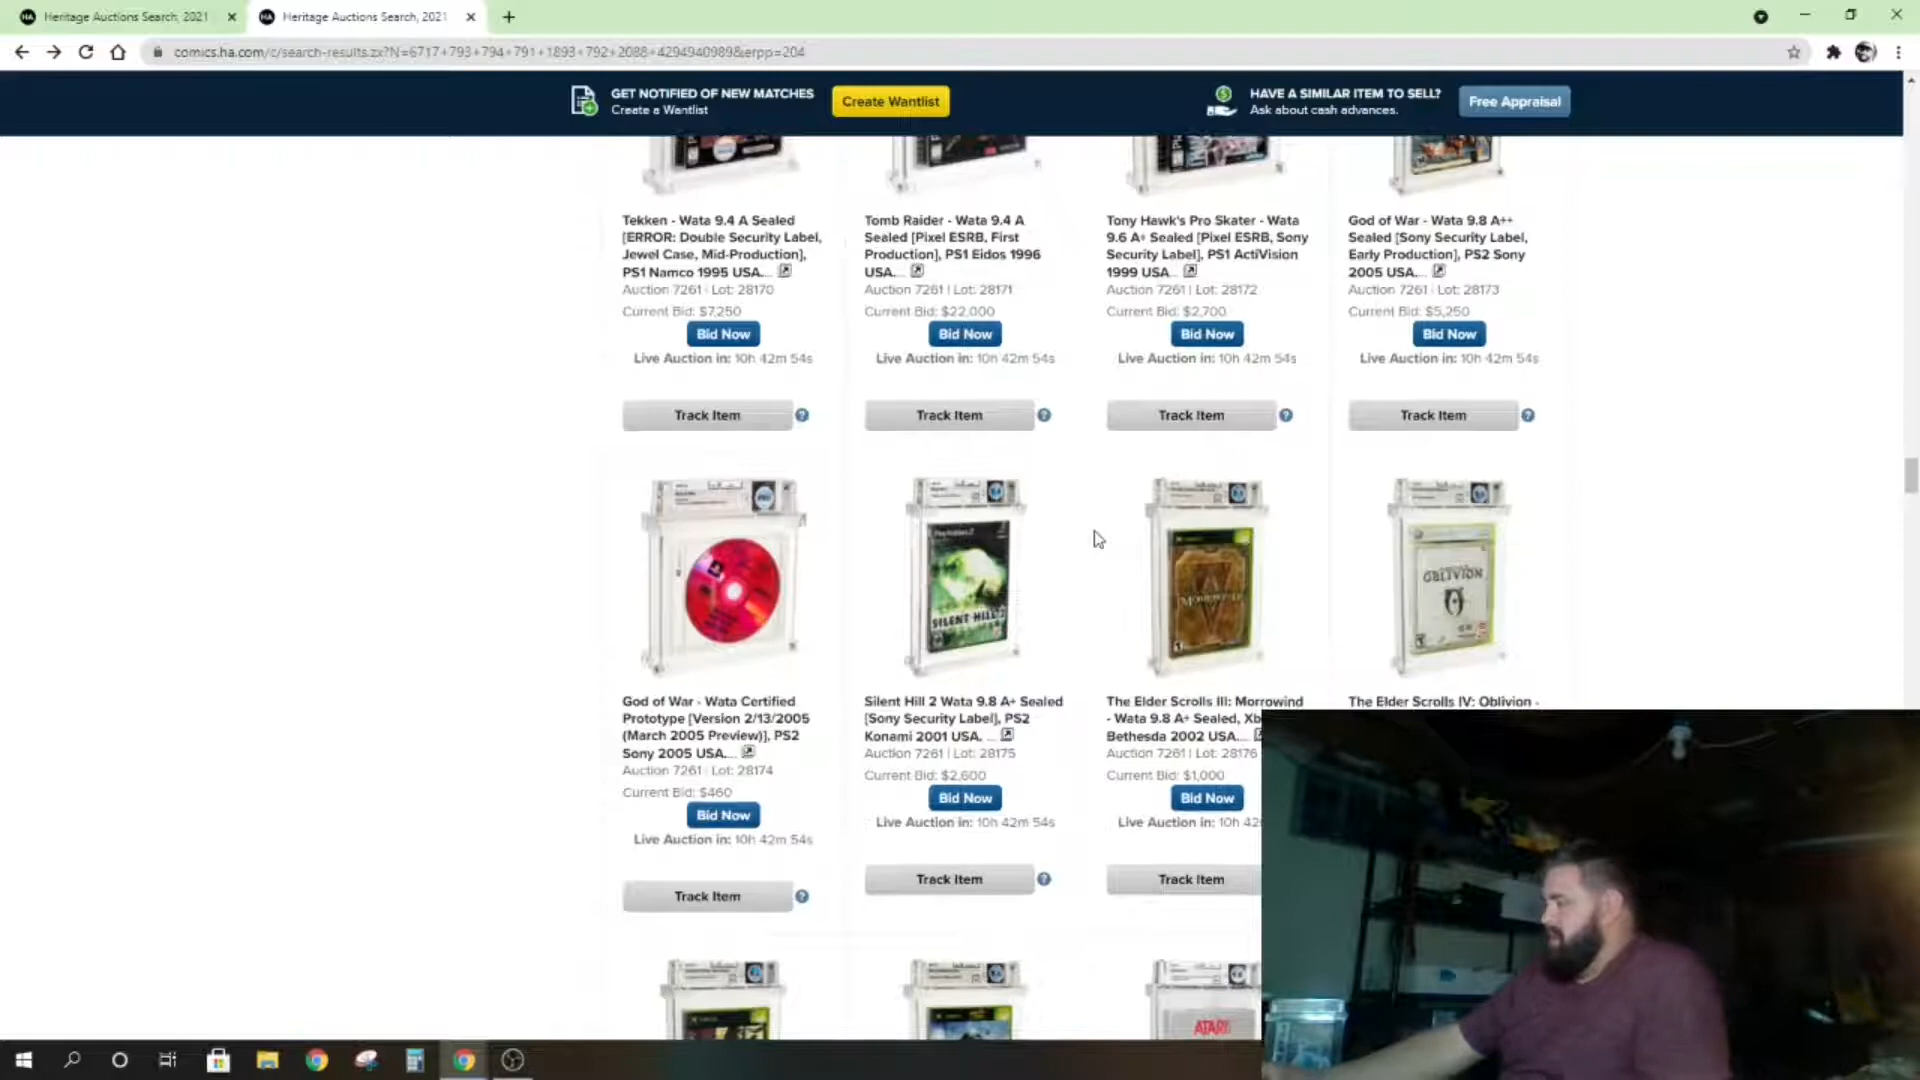 Heritage Auctions Search, 2021
Heritage Auctions Search, 2021
comics.ha.com/c/search-results.zx?N=6717+793+794+791+1893+792+2088+4294940989&erpp=204
GET NOTIFIED OF NEW MATCHES
Create a Wantlist
Create Wantlist
HAVE A SIMILAR ITEM TO SELL?
Ask about cash advances.
Free Appraisal
Tekken - Wata 9.4 A Sealed
[ERROR: Double Security Label,
Jewel Case, Mid-Production],
PS1 Namco 1995 USA...
Auction 7261 | Lot: 28170
Current Bid: $7,250
Bid Now
Live Auction in: 10h 42m 54s
Track Item
Tomb Raider - Wata 9.4 A
Sealed [Pixel ESRB, First
Production], PS1 Eidos 1996
USA...
Auction 7261 | Lot: 28171
Current Bid: $22,000
Bid Now
Live Auction in: 10h 42m 54s
Track Item
Tony Hawk's Pro Skater - Wata
9.6 A+ Sealed [Pixel ESRB, Sony
Security Label], PS1 ActiVision
1999 USA...
Auction 7261 | Lot: 28172
Current Bid: $2,700
Bid Now
Live Auction in: 10h 42m 54s
Track Item
God of War - Wata 9.8 A++
Sealed [Sony Security Label,
Early Production], PS2 Sony
2005 USA...
Auction 7261 | Lot: 28173
Current Bid: $5,250
Bid Now
Live Auction in: 10h 42m 54s
Track Item
God of War - Wata Certified
Prototype [Version 2/13/2005
(March 2005 Preview)], PS2
Sony 2005 USA...
Auction 7261 | Lot: 28174
Current Bid: $460
Bid Now
Live Auction in: 10h 42m 54s
Track Item
SILENT HILL 2
Silent Hill 2 Wata 9.8 A+ Sealed
[Sony Security Label], PS2
Konami 2001 USA. ...
Auction 7261 | Lot: 28175
Current Bid: $2,600
Bid Now
Live Auction in: 10h 42m 54s
Track Item
MORROWIND
The Elder Scrolls III: Morrowind
- Wata 9.8 A+ Sealed, Xb
Bethesda 2002 USA...
Auction 7261 | Lot: 28176
Current Bid: $1,000
Bid Now
Live Auction in: 10h 42
Track Item
OBLIVION
The Elder Scrolls IV: Oblivion -
ATARI